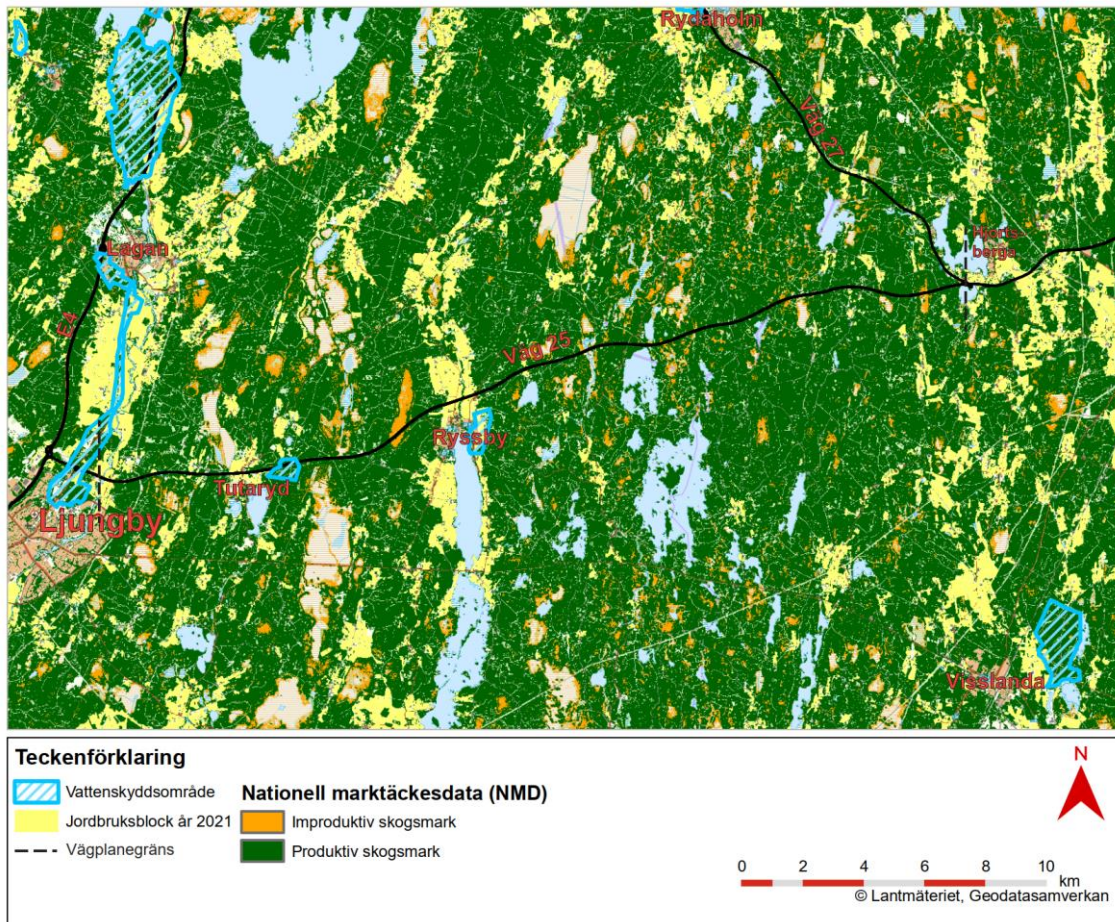 Rydaholm
Väg 27
Lagan
Hjorts-
berga
E4
Väg 25
Ryssby
Tutaryd
Ljungby
Vislanda
Teckenförklaring
Vattenskyddsområde
Jordbruksblock år 2021
Vägplanegräns
Nationell marktäckesdata (NMD)
Improduktiv skogsmark
Produktiv skogsmark
N
0 2 4 6 8 10
km
© Lantmäteriet, Geodatasamverkan